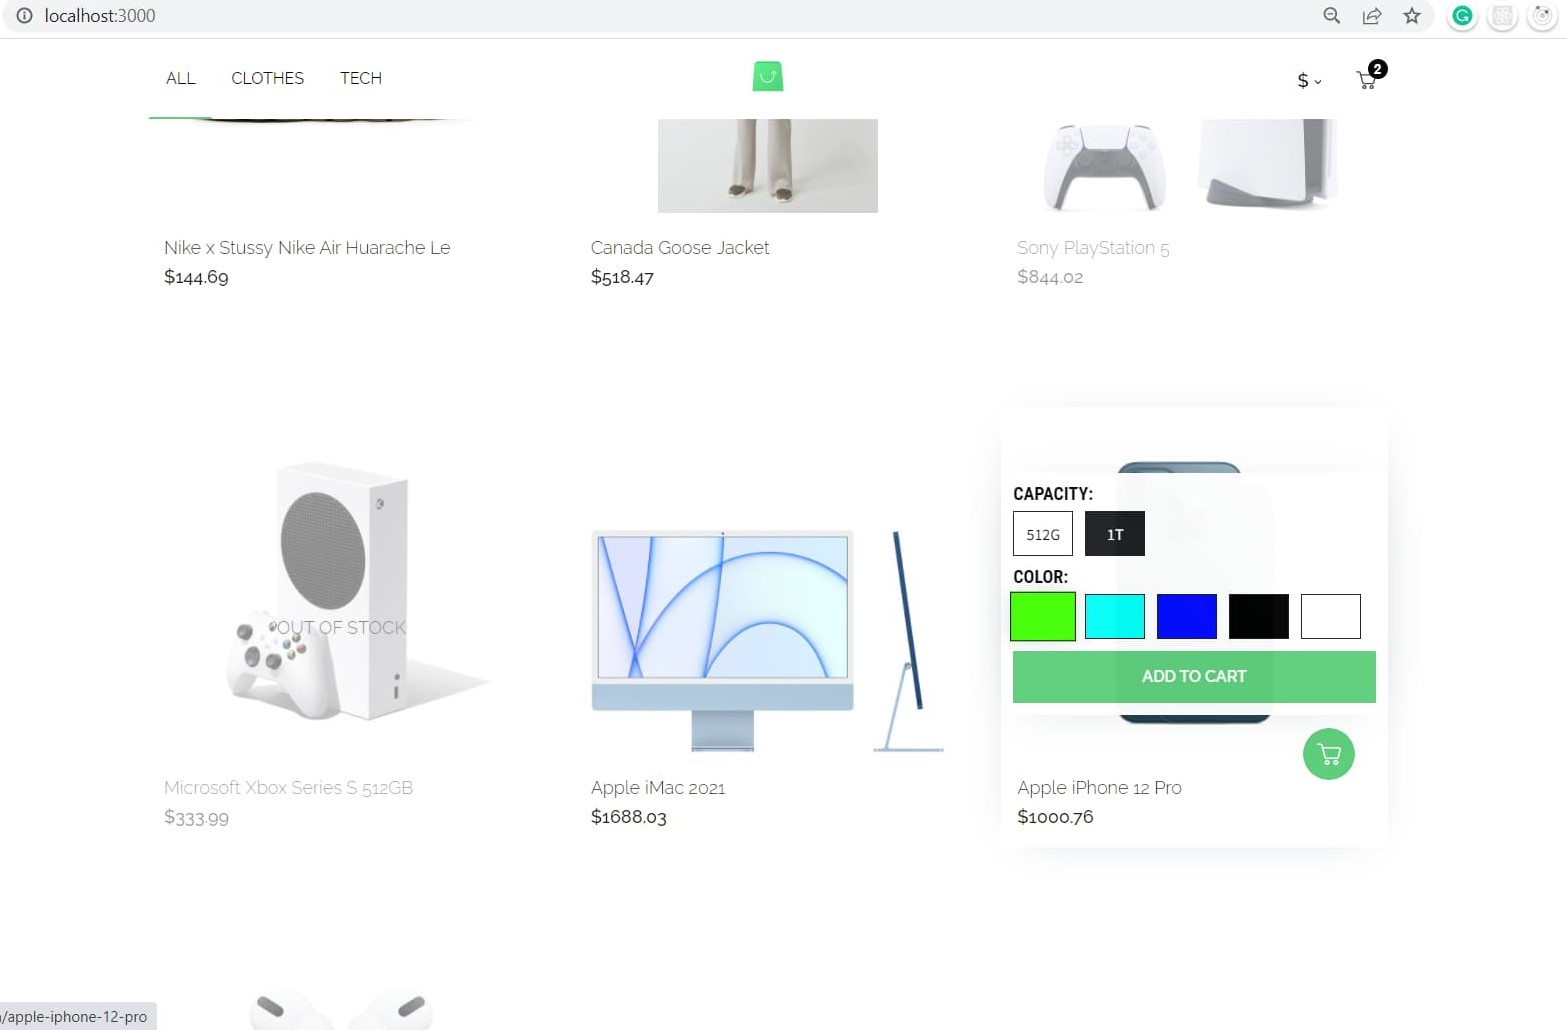 localhost:3000
ALL CLOTHES TECH
$
2
Nike x Stussy Nike Air Huarache Le
$144.69
Canada Goose Jacket
$518.47
Sony PlayStation 5
$844.02
OUT OF STOCK
Microsoft Xbox Series S 512GB
$333.99
Apple iMac 2021
$1688.03
CAPACITY:
512G 1T
COLOR:
ADD TO CART
Apple iPhone 12 Pro
$1000.76
/apple-iphone-12-pro